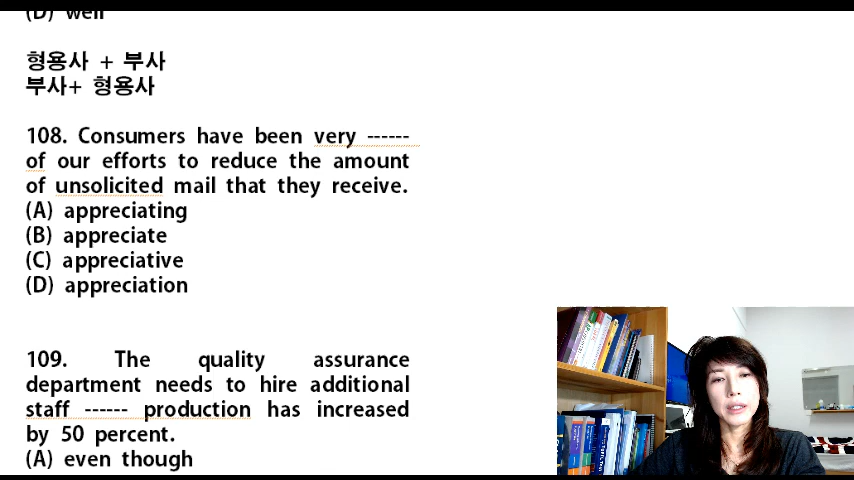 (D) well
형용사 + 부사
부사+ 형용사
108. Consumers have been very ------
of our efforts to reduce the amount
of unsolicited mail that they receive.
(A) appreciating
(B) appreciate
(C) appreciative
(D) appreciation
109. The quality assurance
department needs to hire additional
staff ------ production has increased
by 50 percent.
(A) even though